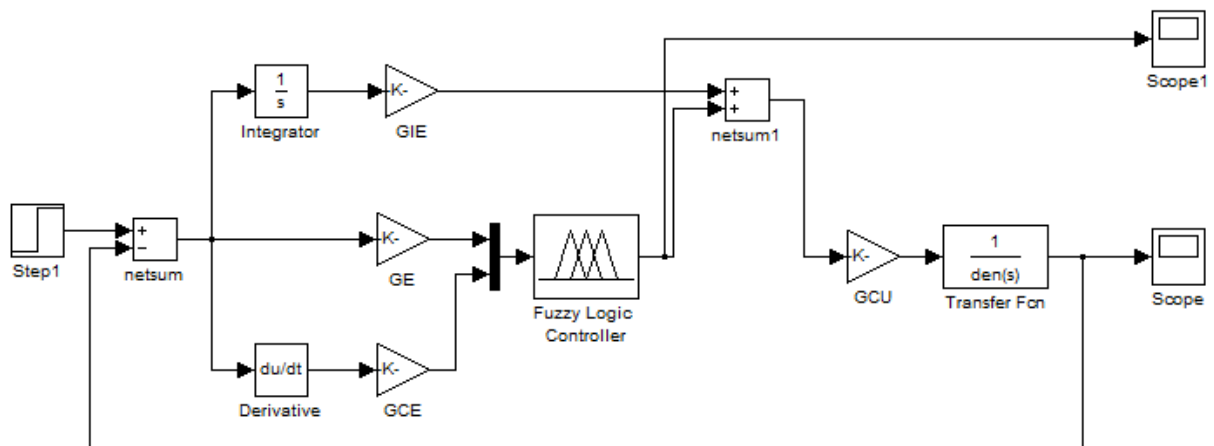 Scope1
1
s
Integrator
K-
GIE
+
+
netsum1
Step1
+
−
netsum
K-
GE
Fuzzy Logic
Controller
K-
GCU
1
den(s)
Transfer Fcn
Scope
du/dt
Derivative
K-
GCE